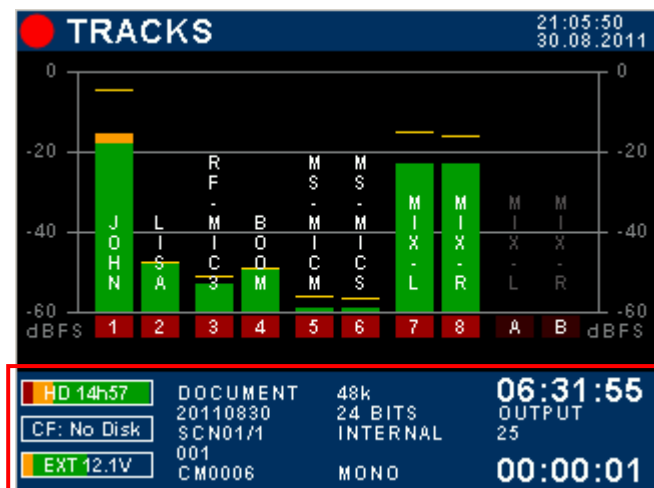 TRACKS
21:05:50
30.08.2011
0 0
-20 -20
-40 -40
-60 -60
dBFS dBFS
JOHN
LISA
RF-MIC3
BOOM
MS-MICM
MS-MICS
MIX-L
MIX-R
MIX-L
MIX-R
1 2 3 4 5 6 7 8 A B
HD 14h57
CF: No Disk
EXT 12.1V
DOCUMENT
20110830
SCN01/1
001
CM0006
48k
24 BITS
INTERNAL
MONO
06:31:55
OUTPUT
25
00:00:01